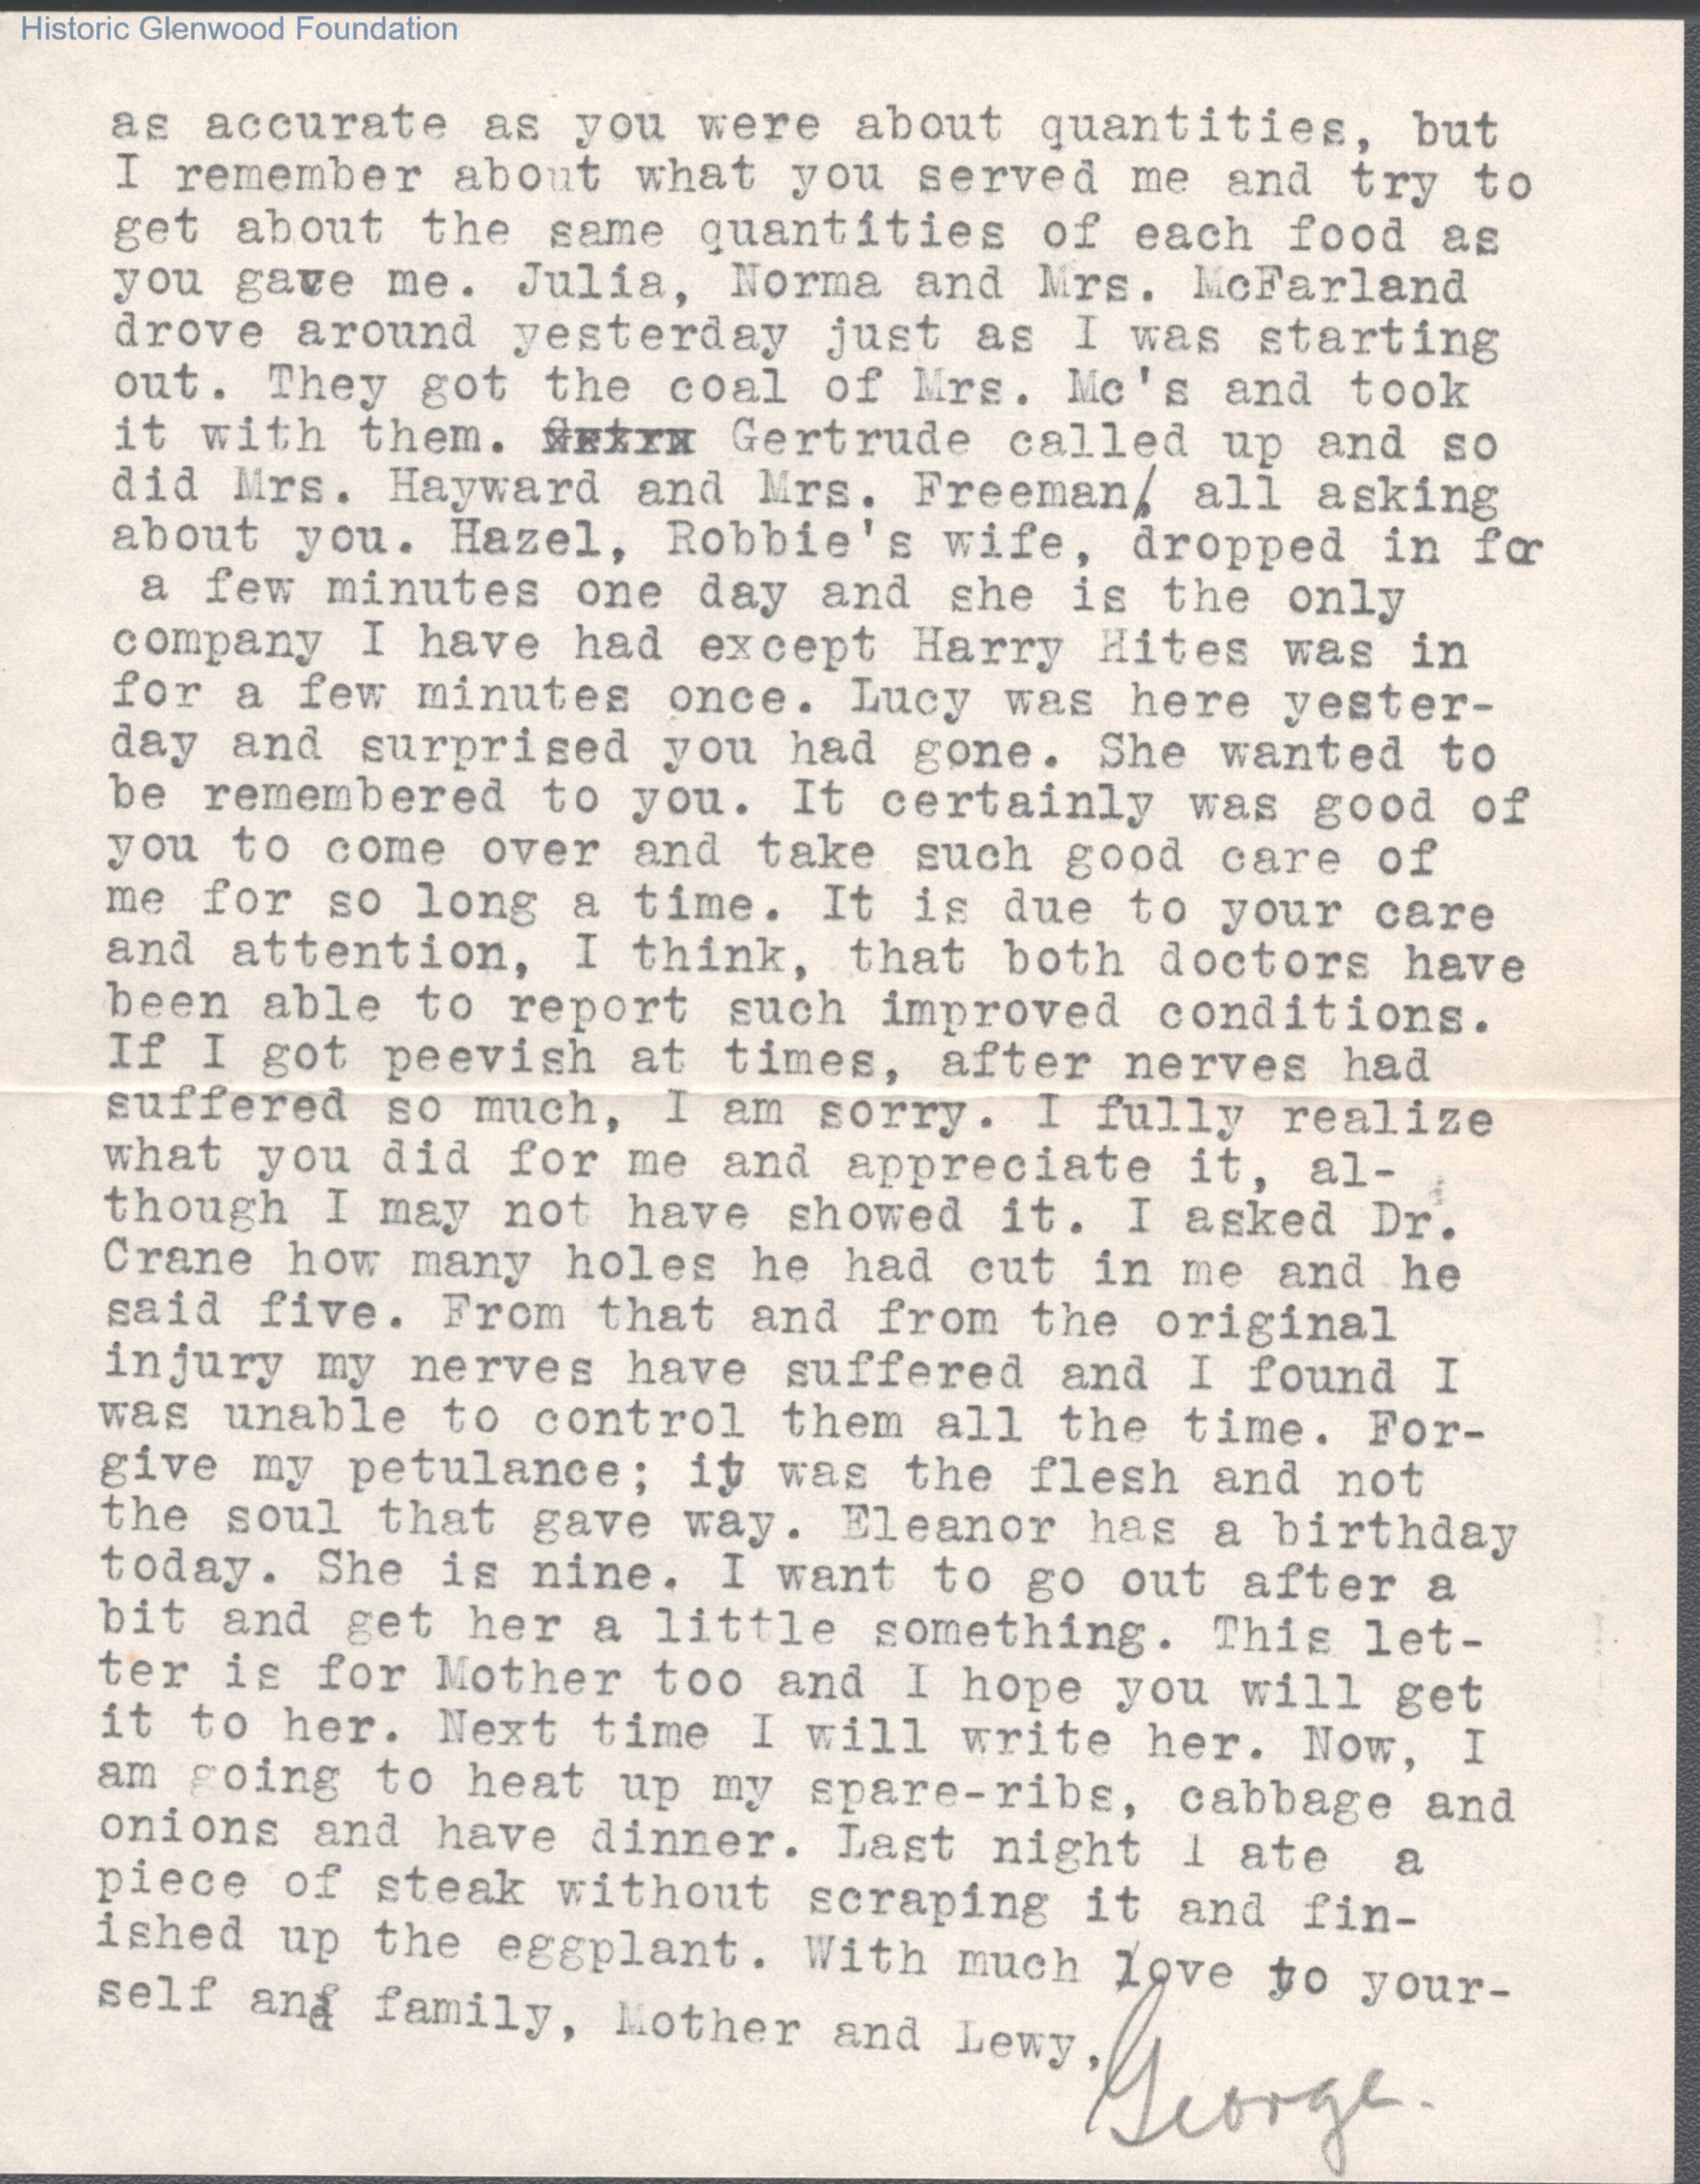 Historic Glenwood Foundation
as accurate as you were about quantities, but
I remember about what you served me and try to
get about the same quantities of each food as
you gave me. Julia, Norma and Mrs. McFarland
drove around yesterday just as I was starting
out. They got the coal of Mrs. Mc's and took
it with them. Gertrude called up and so
did Mrs. Hayward and Mrs. Freeman, all asking
about you. Hazel, Robbie's wife, dropped in for
a few minutes one day and she is the only
company I have had except Harry Hites was in
for a few minutes once. Lucy was here yester-
day and surprised you had gone. She wanted to
be remembered to you. It certainly was good of
you to come over and take such good care of
me for so long a time. It is due to your care
and attention, I think, that both doctors have
been able to report such improved conditions.
If I got peevish at times, after nerves had
suffered so much, I am sorry. I fully realize
what you did for me and appreciate it, al-
though I may not have showed it. I asked Dr.
Crane how many holes he had cut in me and he
said five. From that and from the original
injury my nerves have suffered and I found I
was unable to control them all the time. For-
give my petulance; it was the flesh and not
the soul that gave way. Eleanor has a birthday
today. She is nine. I want to go out after a
bit and get her a little something. This let-
ter is for Mother too and I hope you will get
it to her. Next time I will write her. Now, I
am going to heat up my spare-ribs, cabbage and
onions and have dinner. Last night I ate a
piece of steak without scraping it and fin-
ished up the eggplant. With much love to your-
self and family, Mother and Lewy,
George.